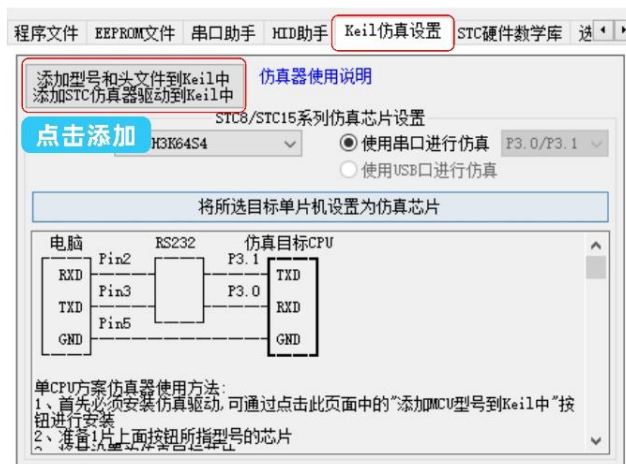 程序文件 EEPROM文件 串口助手 HID助手 Keil仿真设置 STC硬件数学库 选
添加型号和头文件到Keil中
添加STC仿真器驱动到Keil中
仿真器使用说明
STC8/STC15系列仿真芯片设置
点击添加
H3K64S4
使用串口进行仿真 P3.0/P3.1
使用USB口进行仿真
将所选目标单片机设置为仿真芯片
电脑 RS232 仿真目标CPU
Pin2 P3.1
RXD TXD
Pin3 P3.0
TXD RXD
Pin5
GND GND
单CPU方案仿真器使用方法:
1、首先必须安装仿真驱动,可通过点击此页面中的"添加MCU型号到Keil中"按
钮进行安装
2、准备1片上面按钮所指型号的芯片